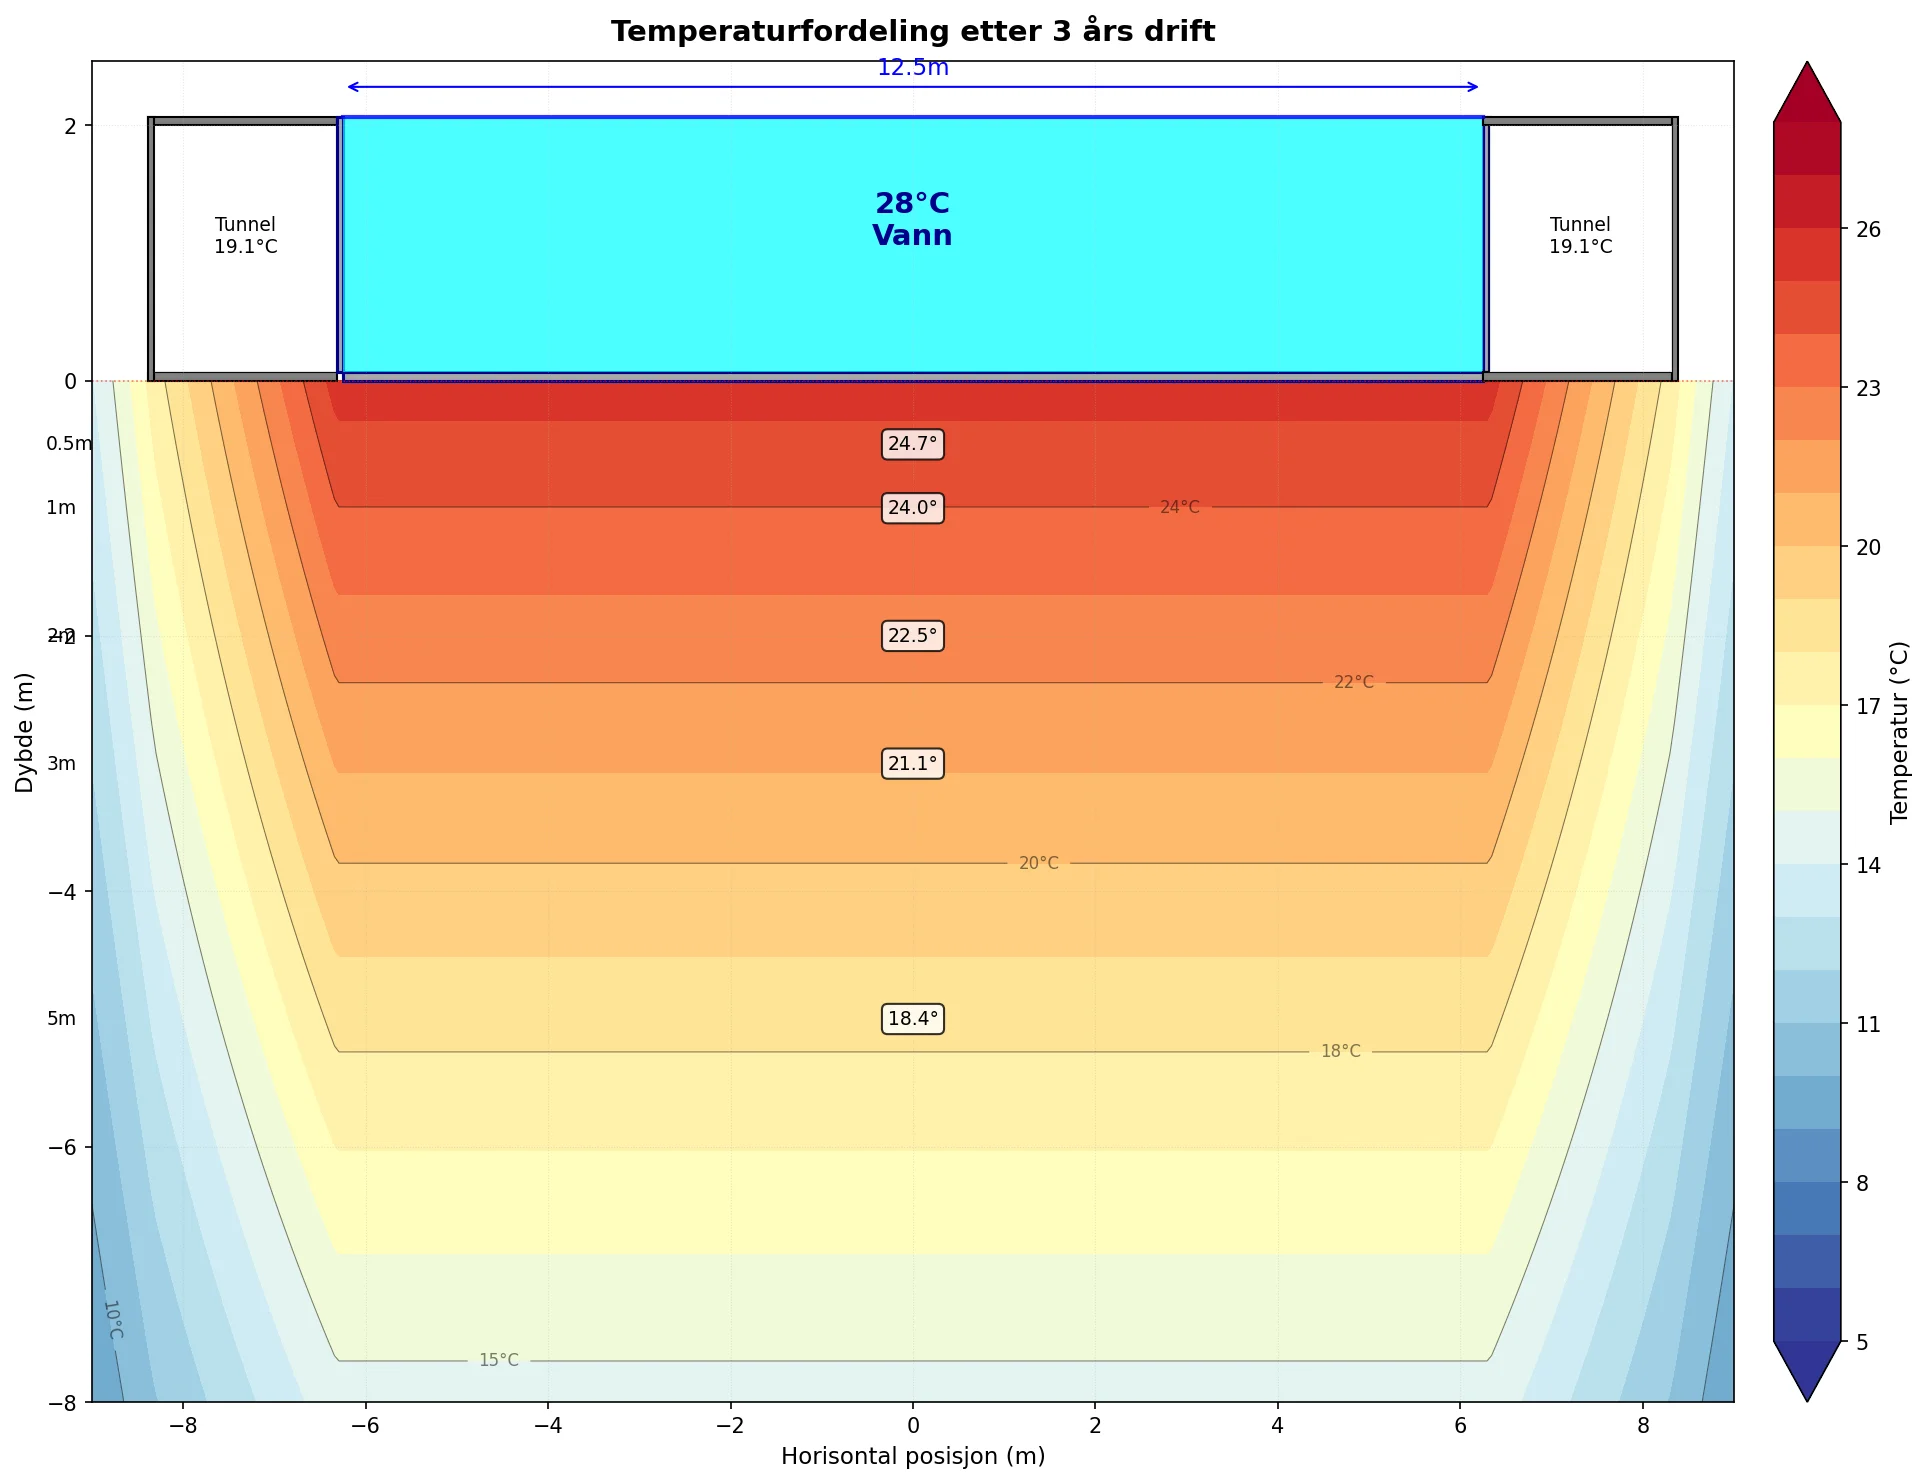 Temperaturfordeling etter 3 års drift
12.5m
28°C
Vann
Tunnel
19.1°C
Tunnel
19.1°C
2
0
0.5m
1m
2m
−2
3m
−4
5m
−6
−8
Dybde (m)
24.7°
24.0°
24°C
22.5°
22°C
21.1°
20°C
18.4°
18°C
15°C
10°C
−8
−6
−4
−2
0
2
4
6
8
Horisontal posisjon (m)
26
23
20
17
14
11
8
5
Temperatur (°C)